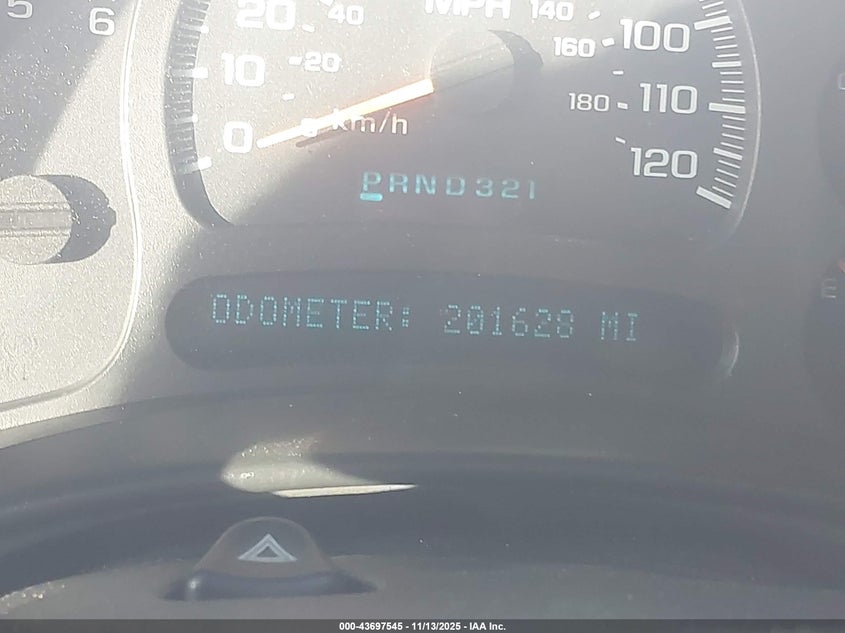 5 6
20 40 MPH 140 100
10 20 160
0 km/h 180 110
120
PRND321
ODOMETER: 201628 MI
E
000-43697545 - 11/13/2025 - IAA Inc.